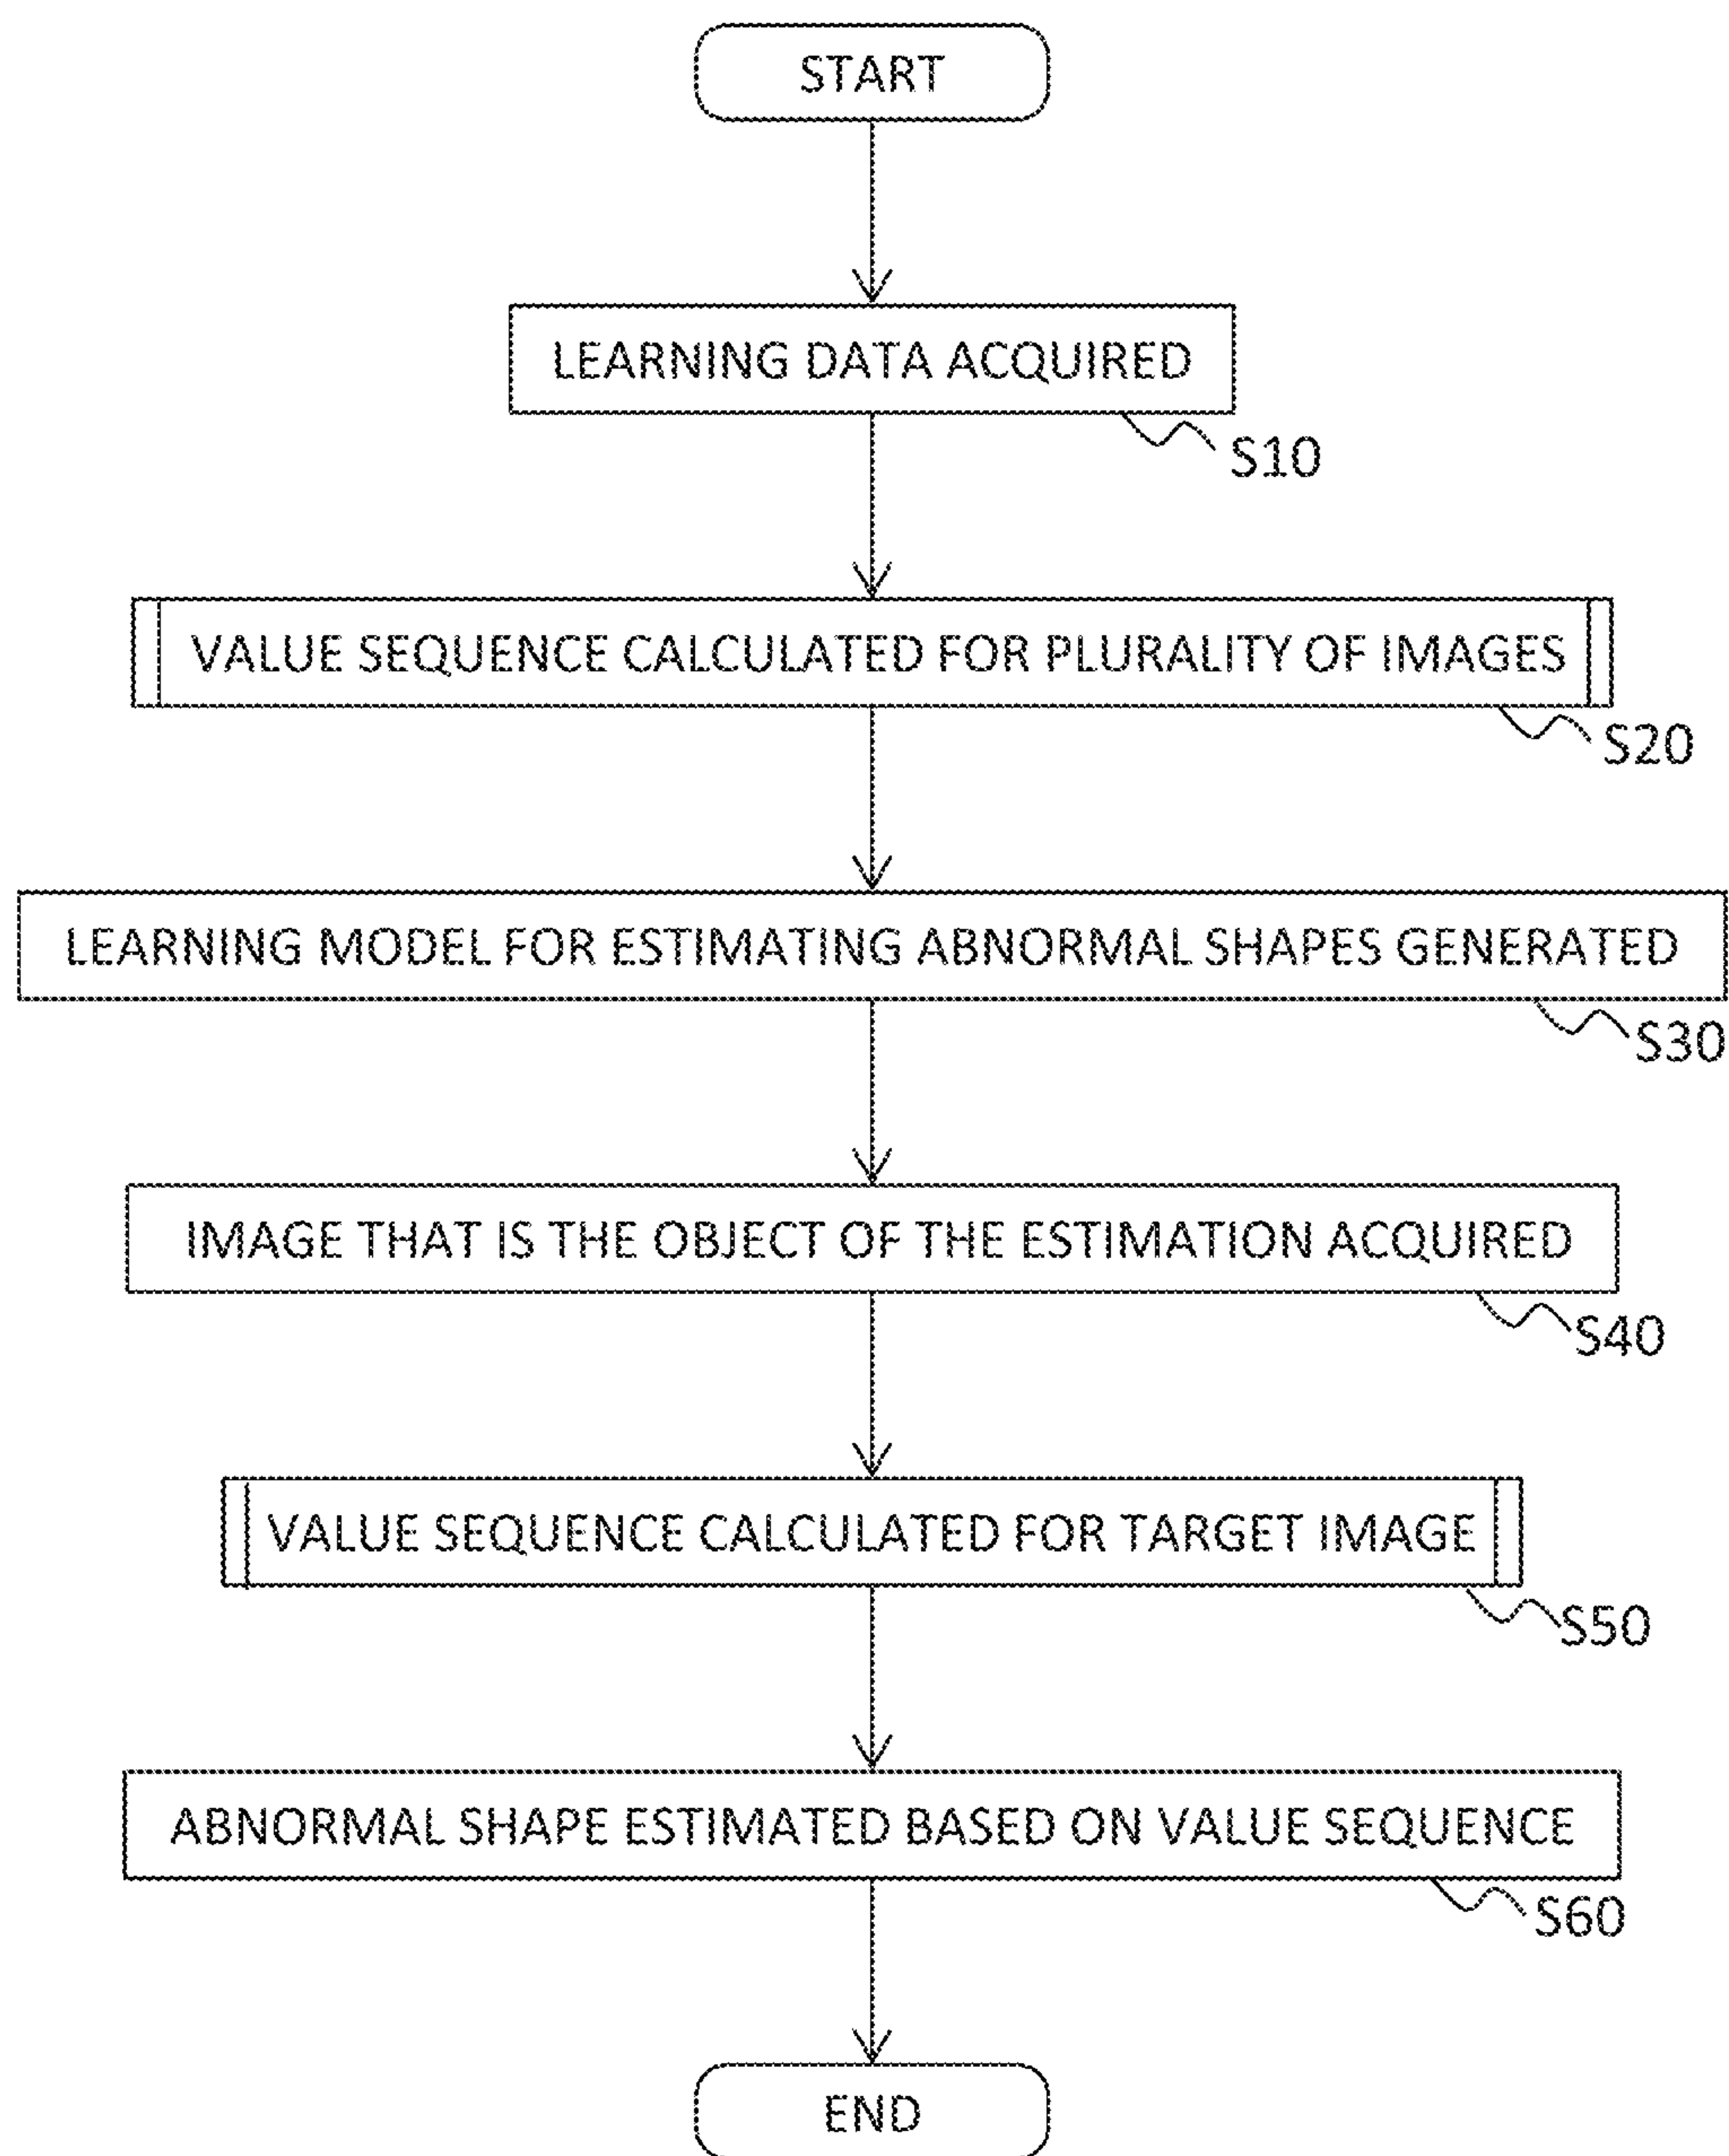 START
LEARNING DATA ACQUIRED
S10
VALUE SEQUENCE CALCULATED FOR PLURALITY OF IMAGES
S20
LEARNING MODEL FOR ESTIMATING ABNORMAL SHAPES GENERATED
S30
IMAGE THAT IS THE OBJECT OF THE ESTIMATION ACQUIRED
S40
VALUE SEQUENCE CALCULATED FOR TARGET IMAGE
S50
ABNORMAL SHAPE ESTIMATED BASED ON VALUE SEQUENCE
S60
END